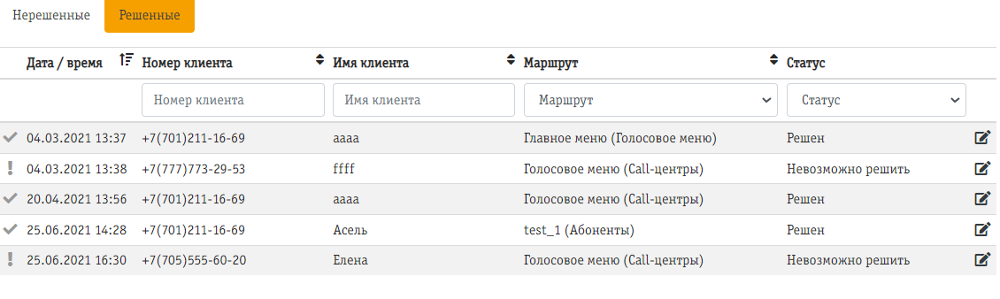 Нерешенные Решенные
Дата / время Номер клиента Имя клиента Маршрут Статус
Номер клиента Имя клиента Маршрут Статус
04.03.2021 13:37 +7(701)211-16-69 аааа Главное меню (Голосовое меню) Решен
04.03.2021 13:38 +7(777)773-29-53 ffff Голосовое меню (Call-центры) Невозможно решить
20.04.2021 13:56 +7(701)211-16-69 аааа Голосовое меню (Call-центры) Решен
25.06.2021 14:28 +7(701)211-16-69 Асель test_1 (Абоненты) Решен
25.06.2021 16:30 +7(705)555-60-20 Елена Голосовое меню (Call-центры) Невозможно решить